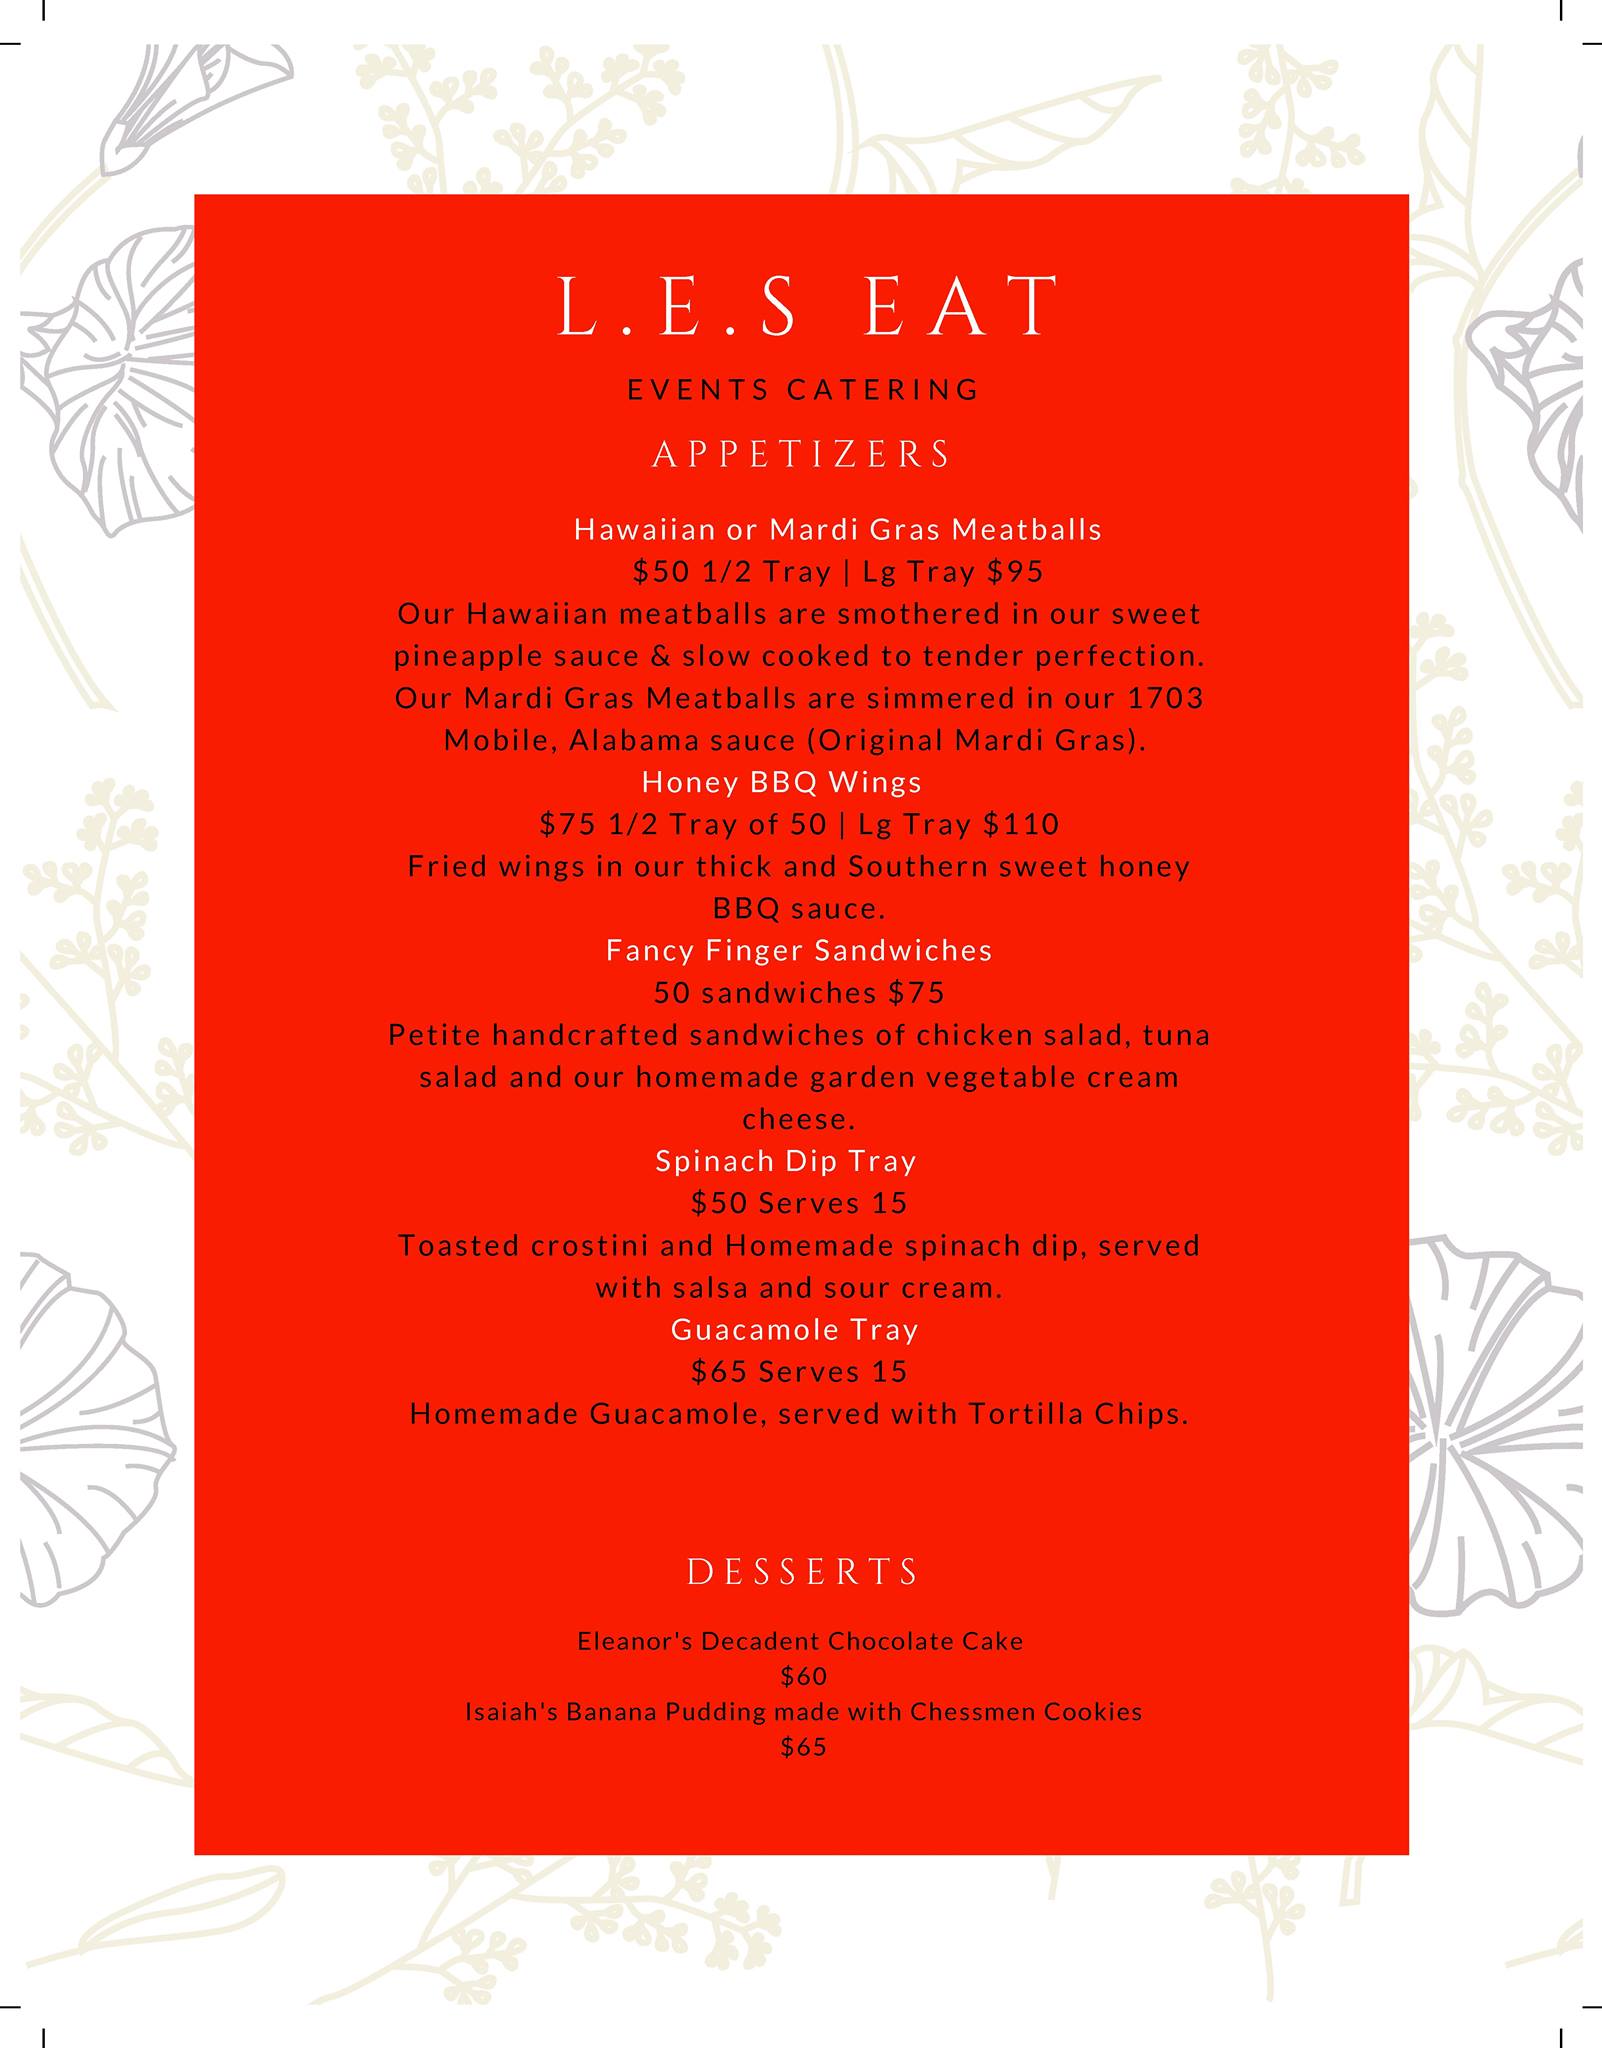 L.E.S EAT
EVENTS CATERING
APPETIZERS
Hawaiian or Mardi Gras Meatballs
$50 1/2 Tray | Lg Tray $95
Our Hawaiian meatballs are smothered in our sweet
pineapple sauce & slow cooked to tender perfection.
Our Mardi Gras Meatballs are simmered in our 1703
Mobile, Alabama sauce (Original Mardi Gras).
Honey BBQ Wings
$75 1/2 Tray of 50 | Lg Tray $110
Fried wings in our thick and Southern sweet honey
BBQ sauce.
Fancy Finger Sandwiches
50 sandwiches $75
Petite handcrafted sandwiches of chicken salad, tuna
salad and our homemade garden vegetable cream
cheese.
Spinach Dip Tray
$50 Serves 15
Toasted crostini and Homemade spinach dip, served
with salsa and sour cream.
Guacamole Tray
$65 Serves 15
Homemade Guacamole, served with Tortilla Chips.
DESSERTS
Eleanor's Decadent Chocolate Cake
$60
Isaiah's Banana Pudding made with Chessmen Cookies
$65